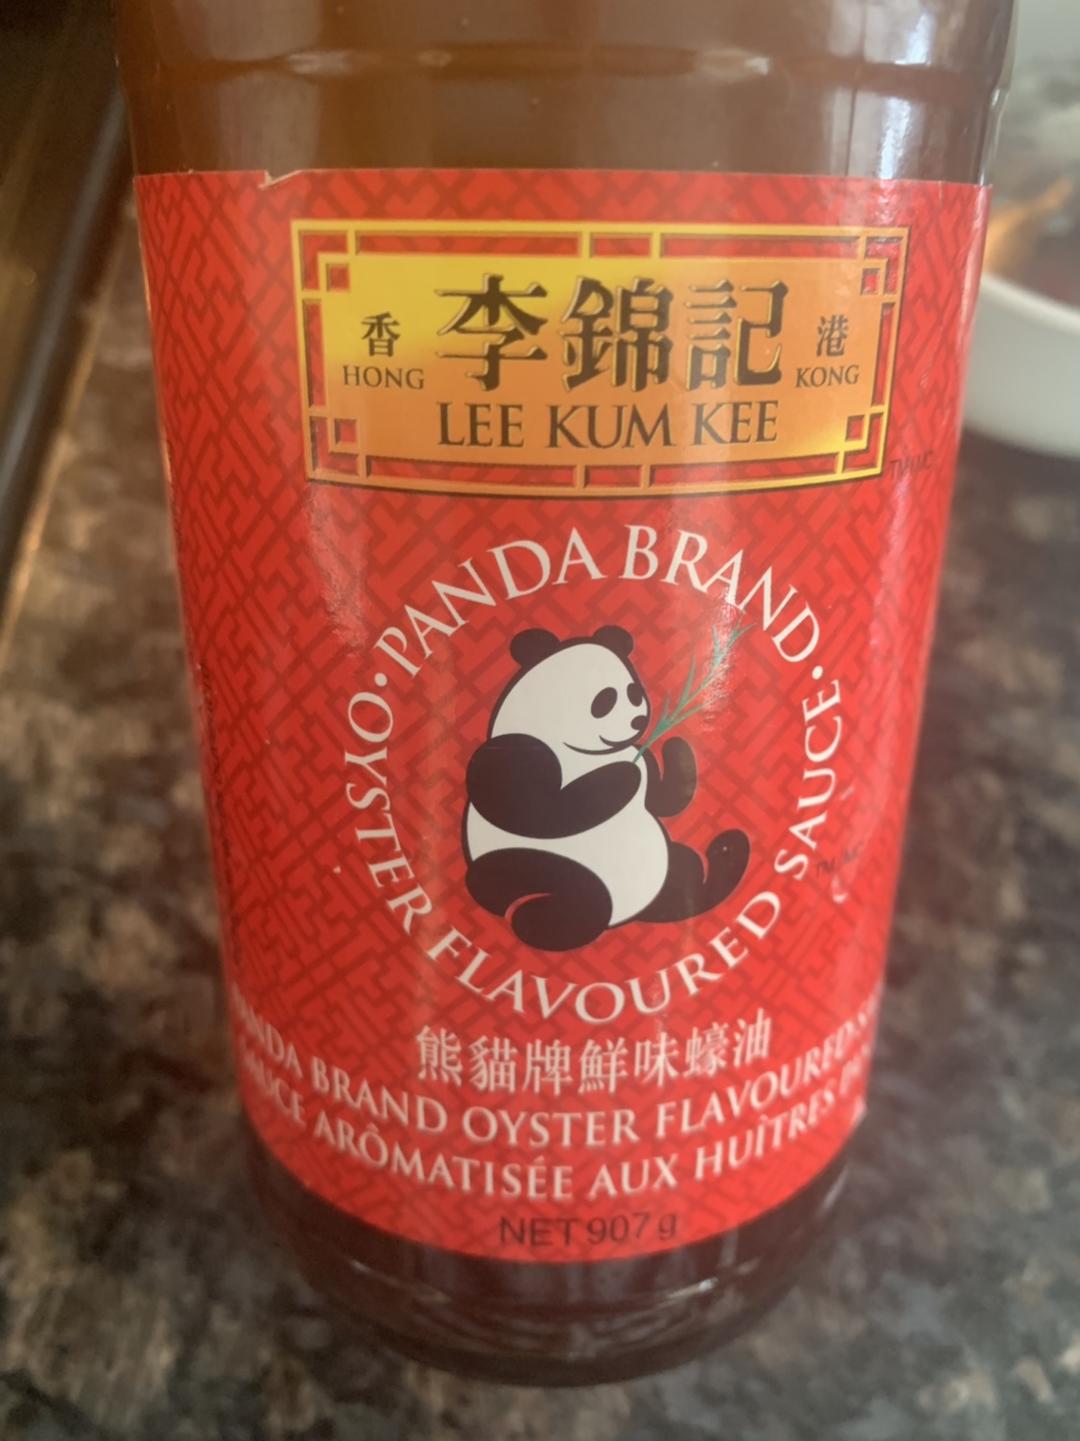 香 李錦記 港
HONG LEE KUM KEE KONG
· PANDA BRAND ·
OYSTER FLAVOURED SAUCE
熊貓牌鮮味蠔油
BRAND OYSTER FLAVOURED
ARÔMATISÉE AUX HUÎTRES
NET 907 g